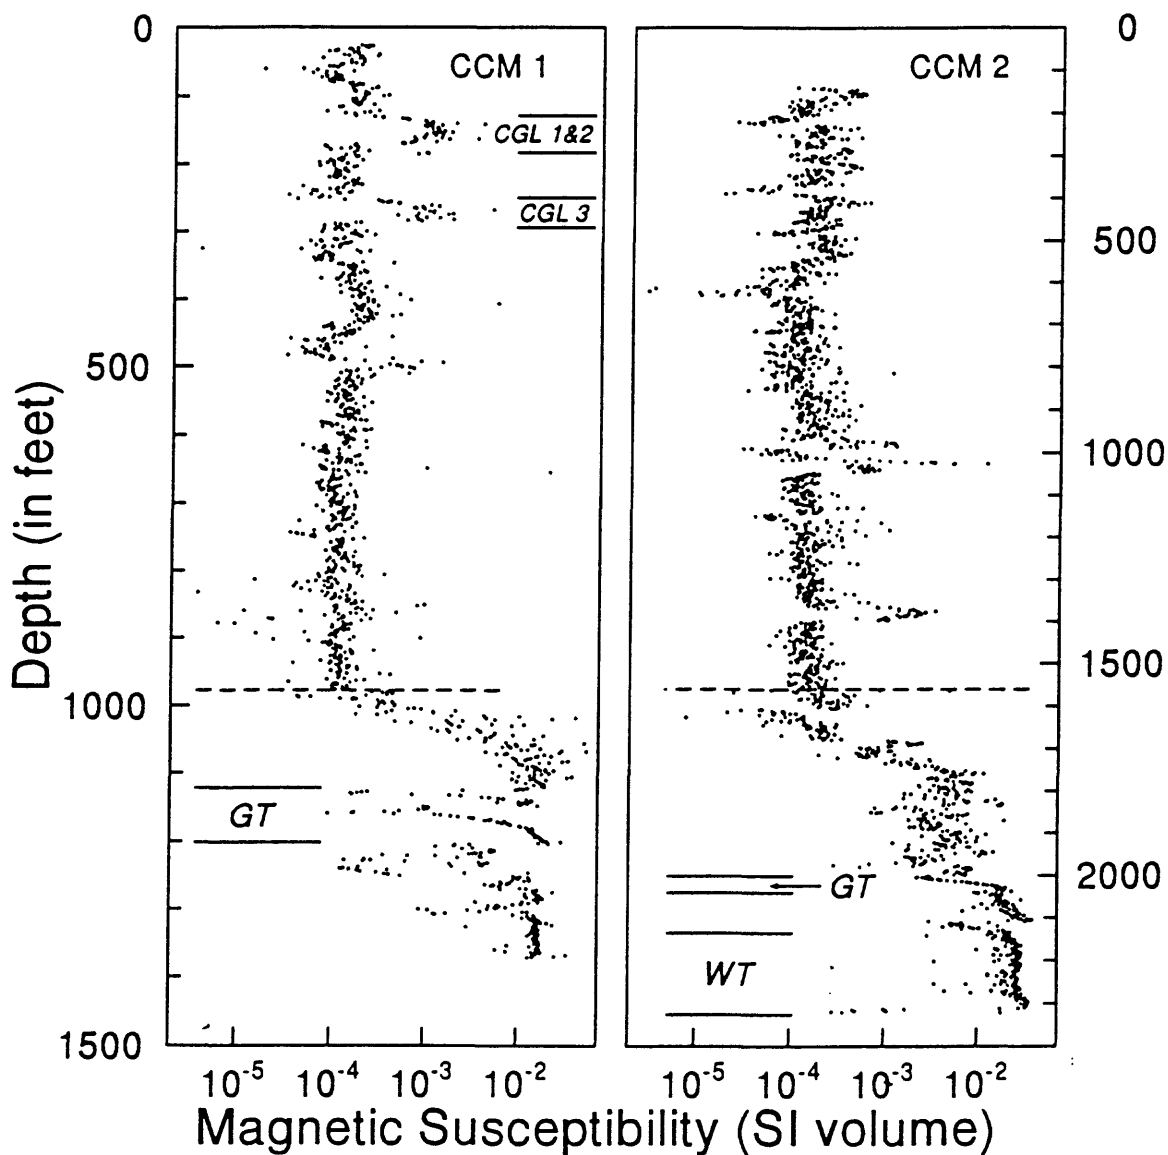 0
CCM 1
CCM 2
0
CGL 1&2
CGL 3
500
500
Depth (in feet)
1000
1000
1500
GT
2000
GT
WT
1500
10-5 10-4 10-3 10-2
10-5 10-4 10-3 10-2
Magnetic Susceptibility (SI volume)